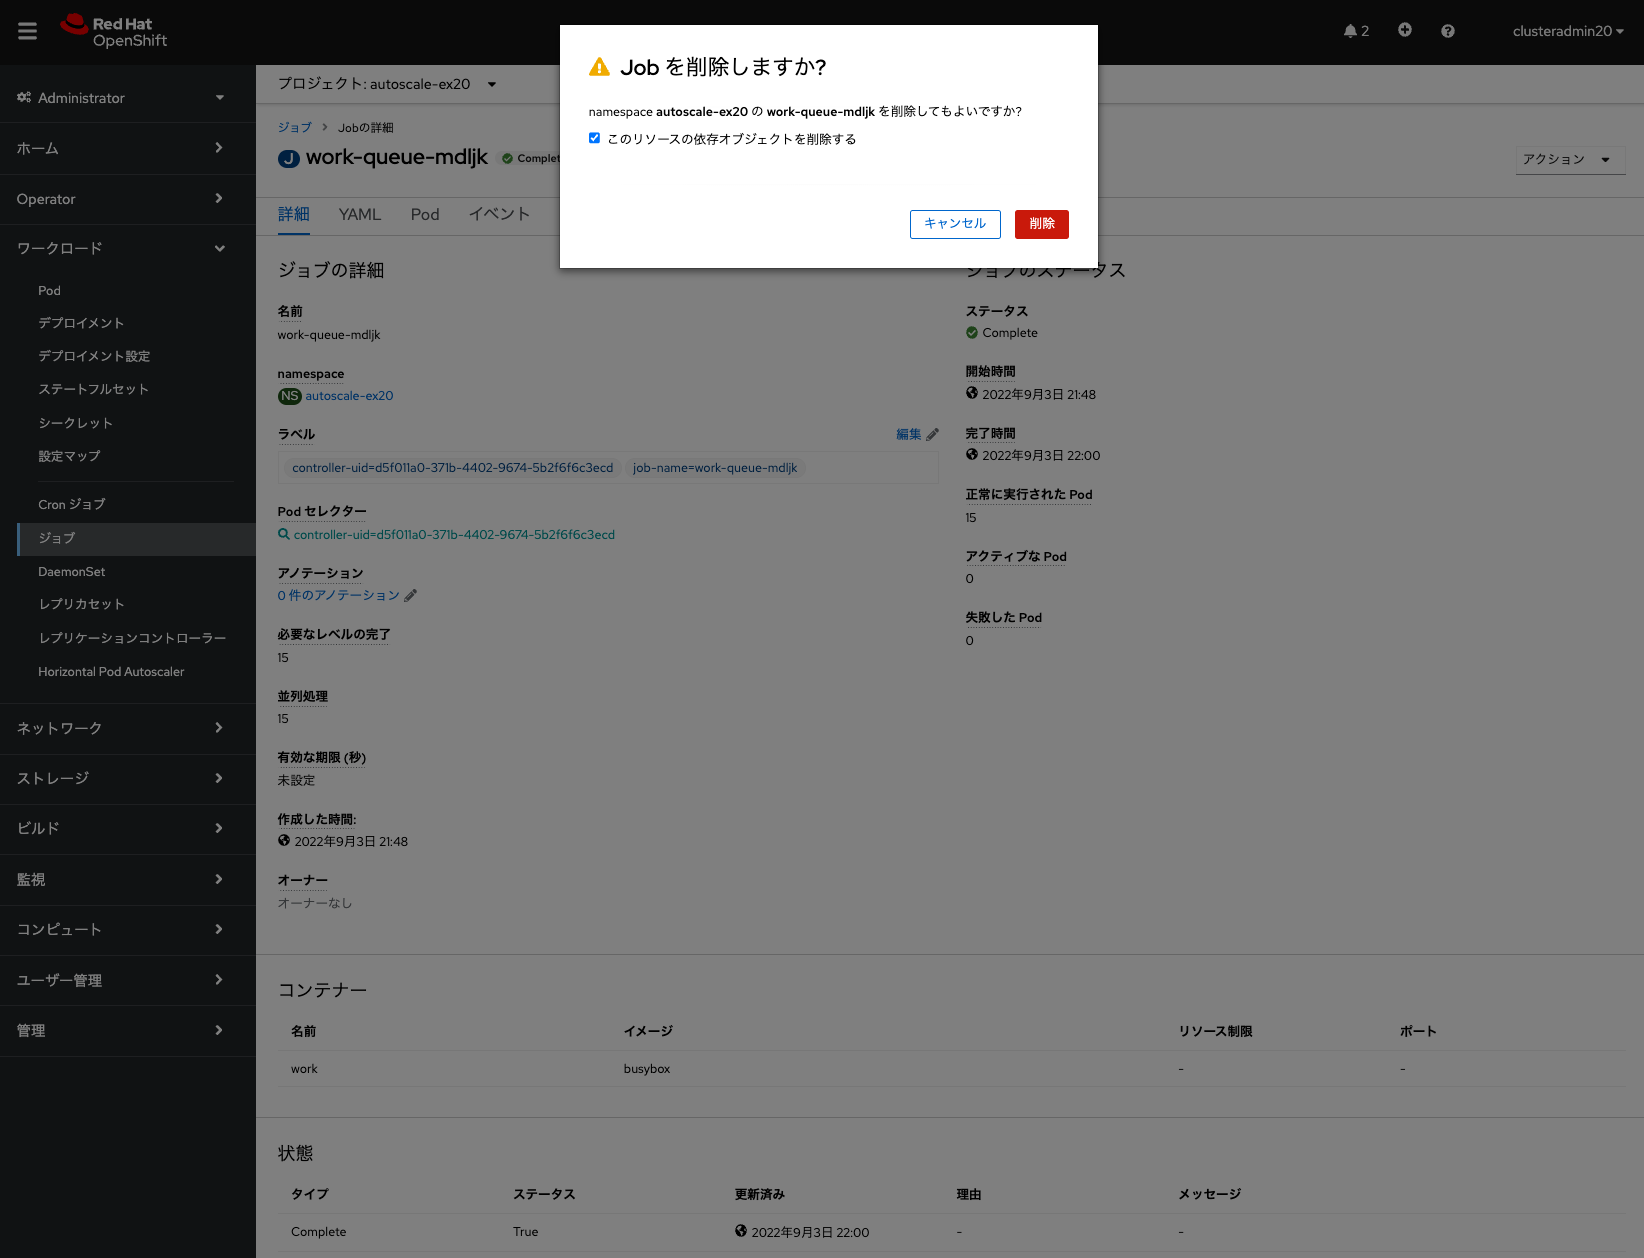 Red Hat
OpenShift
2
clusteradmin20
Administrator
ホーム
Operator
ワークロード
Pod
デプロイメント
デプロイメント設定
ステートフルセット
シークレット
設定マップ
Cron ジョブ
ジョブ
DaemonSet
レプリカセット
レプリケーションコントローラー
Horizontal Pod Autoscaler
ネットワーク
ストレージ
ビルド
監視
コンピュート
ユーザー管理
管理
プロジェクト: autoscale-ex20
ジョブ > Jobの詳細
J work-queue-mdljk Complet
アクション
詳細 YAML Pod イベント
Job を削除しますか?
namespace autoscale-ex20 の work-queue-mdljk を削除してもよいですか?
このリソースの依存オブジェクトを削除する
キャンセル 削除
ジョブの詳細
名前
work-queue-mdljk
namespace
NS autoscale-ex20
ラベル 編集
controller-uid=d5f011a0-371b-4402-9674-5b2f6f6c3ecd job-name=work-queue-mdljk
Pod セレクター
controller-uid=d5f011a0-371b-4402-9674-5b2f6f6c3ecd
アノテーション
0 件のアノテーション
必要なレベルの完了
15
並列処理
15
有効な期限 (秒)
未設定
作成した時間:
2022年9月3日 21:48
オーナー
オーナーなし
ジョブのステータス
ステータス
Complete
開始時間
2022年9月3日 21:48
完了時間
2022年9月3日 22:00
正常に実行された Pod
15
アクティブな Pod
0
失敗した Pod
0
コンテナー
名前 イメージ リソース制限 ポート
work busybox - -
状態
タイプ ステータス 更新済み 理由 メッセージ
Complete True 2022年9月3日 22:00 - -